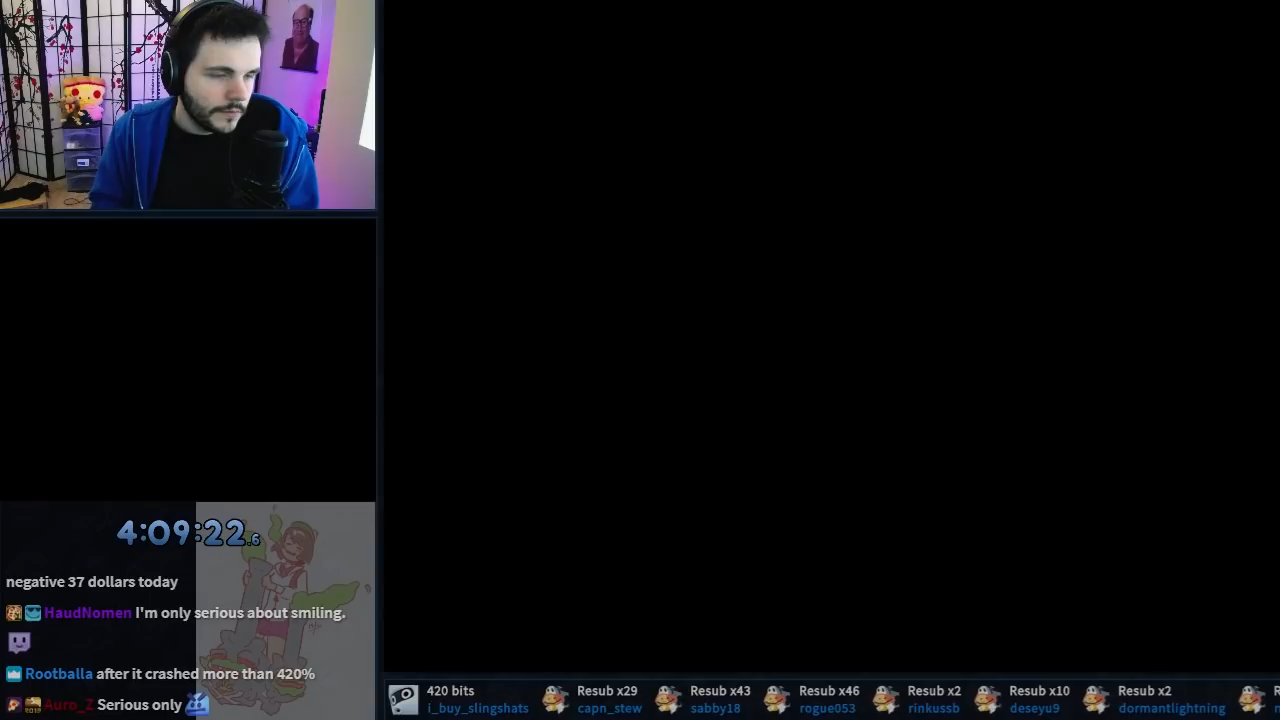 4:09:22.6
negative 37 dollars today
HaudNomen I'm only serious about smiling.
Rootballa after it crashed more than 420%
Auro_Z Serious only
420 bits
i_buy_slingshats
Resub x29
capn_stew
Resub x43
sabby18
Resub x46
rogue053
Resub x2
rinkussb
Resub x10
deseyu9
Resub x2
dormantlightning